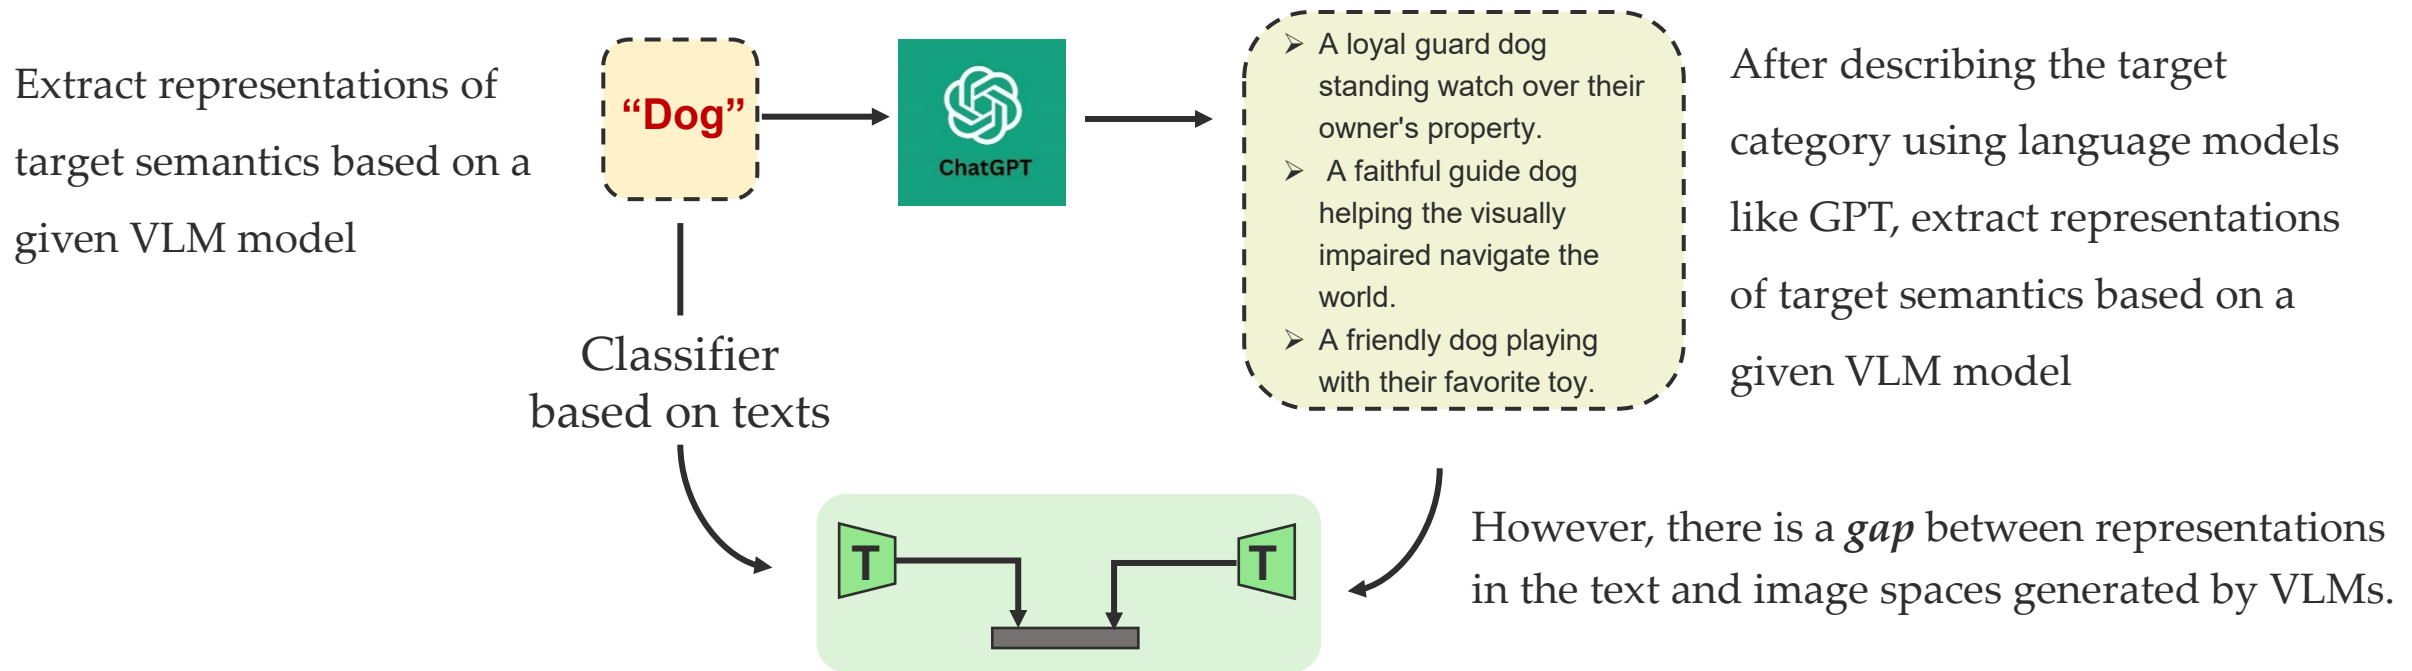 Extract representations of
target semantics based on a
given VLM model
“Dog”
ChatGPT
➢ A loyal guard dog
standing watch over their
owner's property.
➢ A faithful guide dog
helping the visually
impaired navigate the
world.
➢ A friendly dog playing
with their favorite toy.
After describing the target
category using language models
like GPT, extract representations
of target semantics based on a
given VLM model
Classifier
based on texts
T
T
However, there is a gap between representations
in the text and image spaces generated by VLMs.